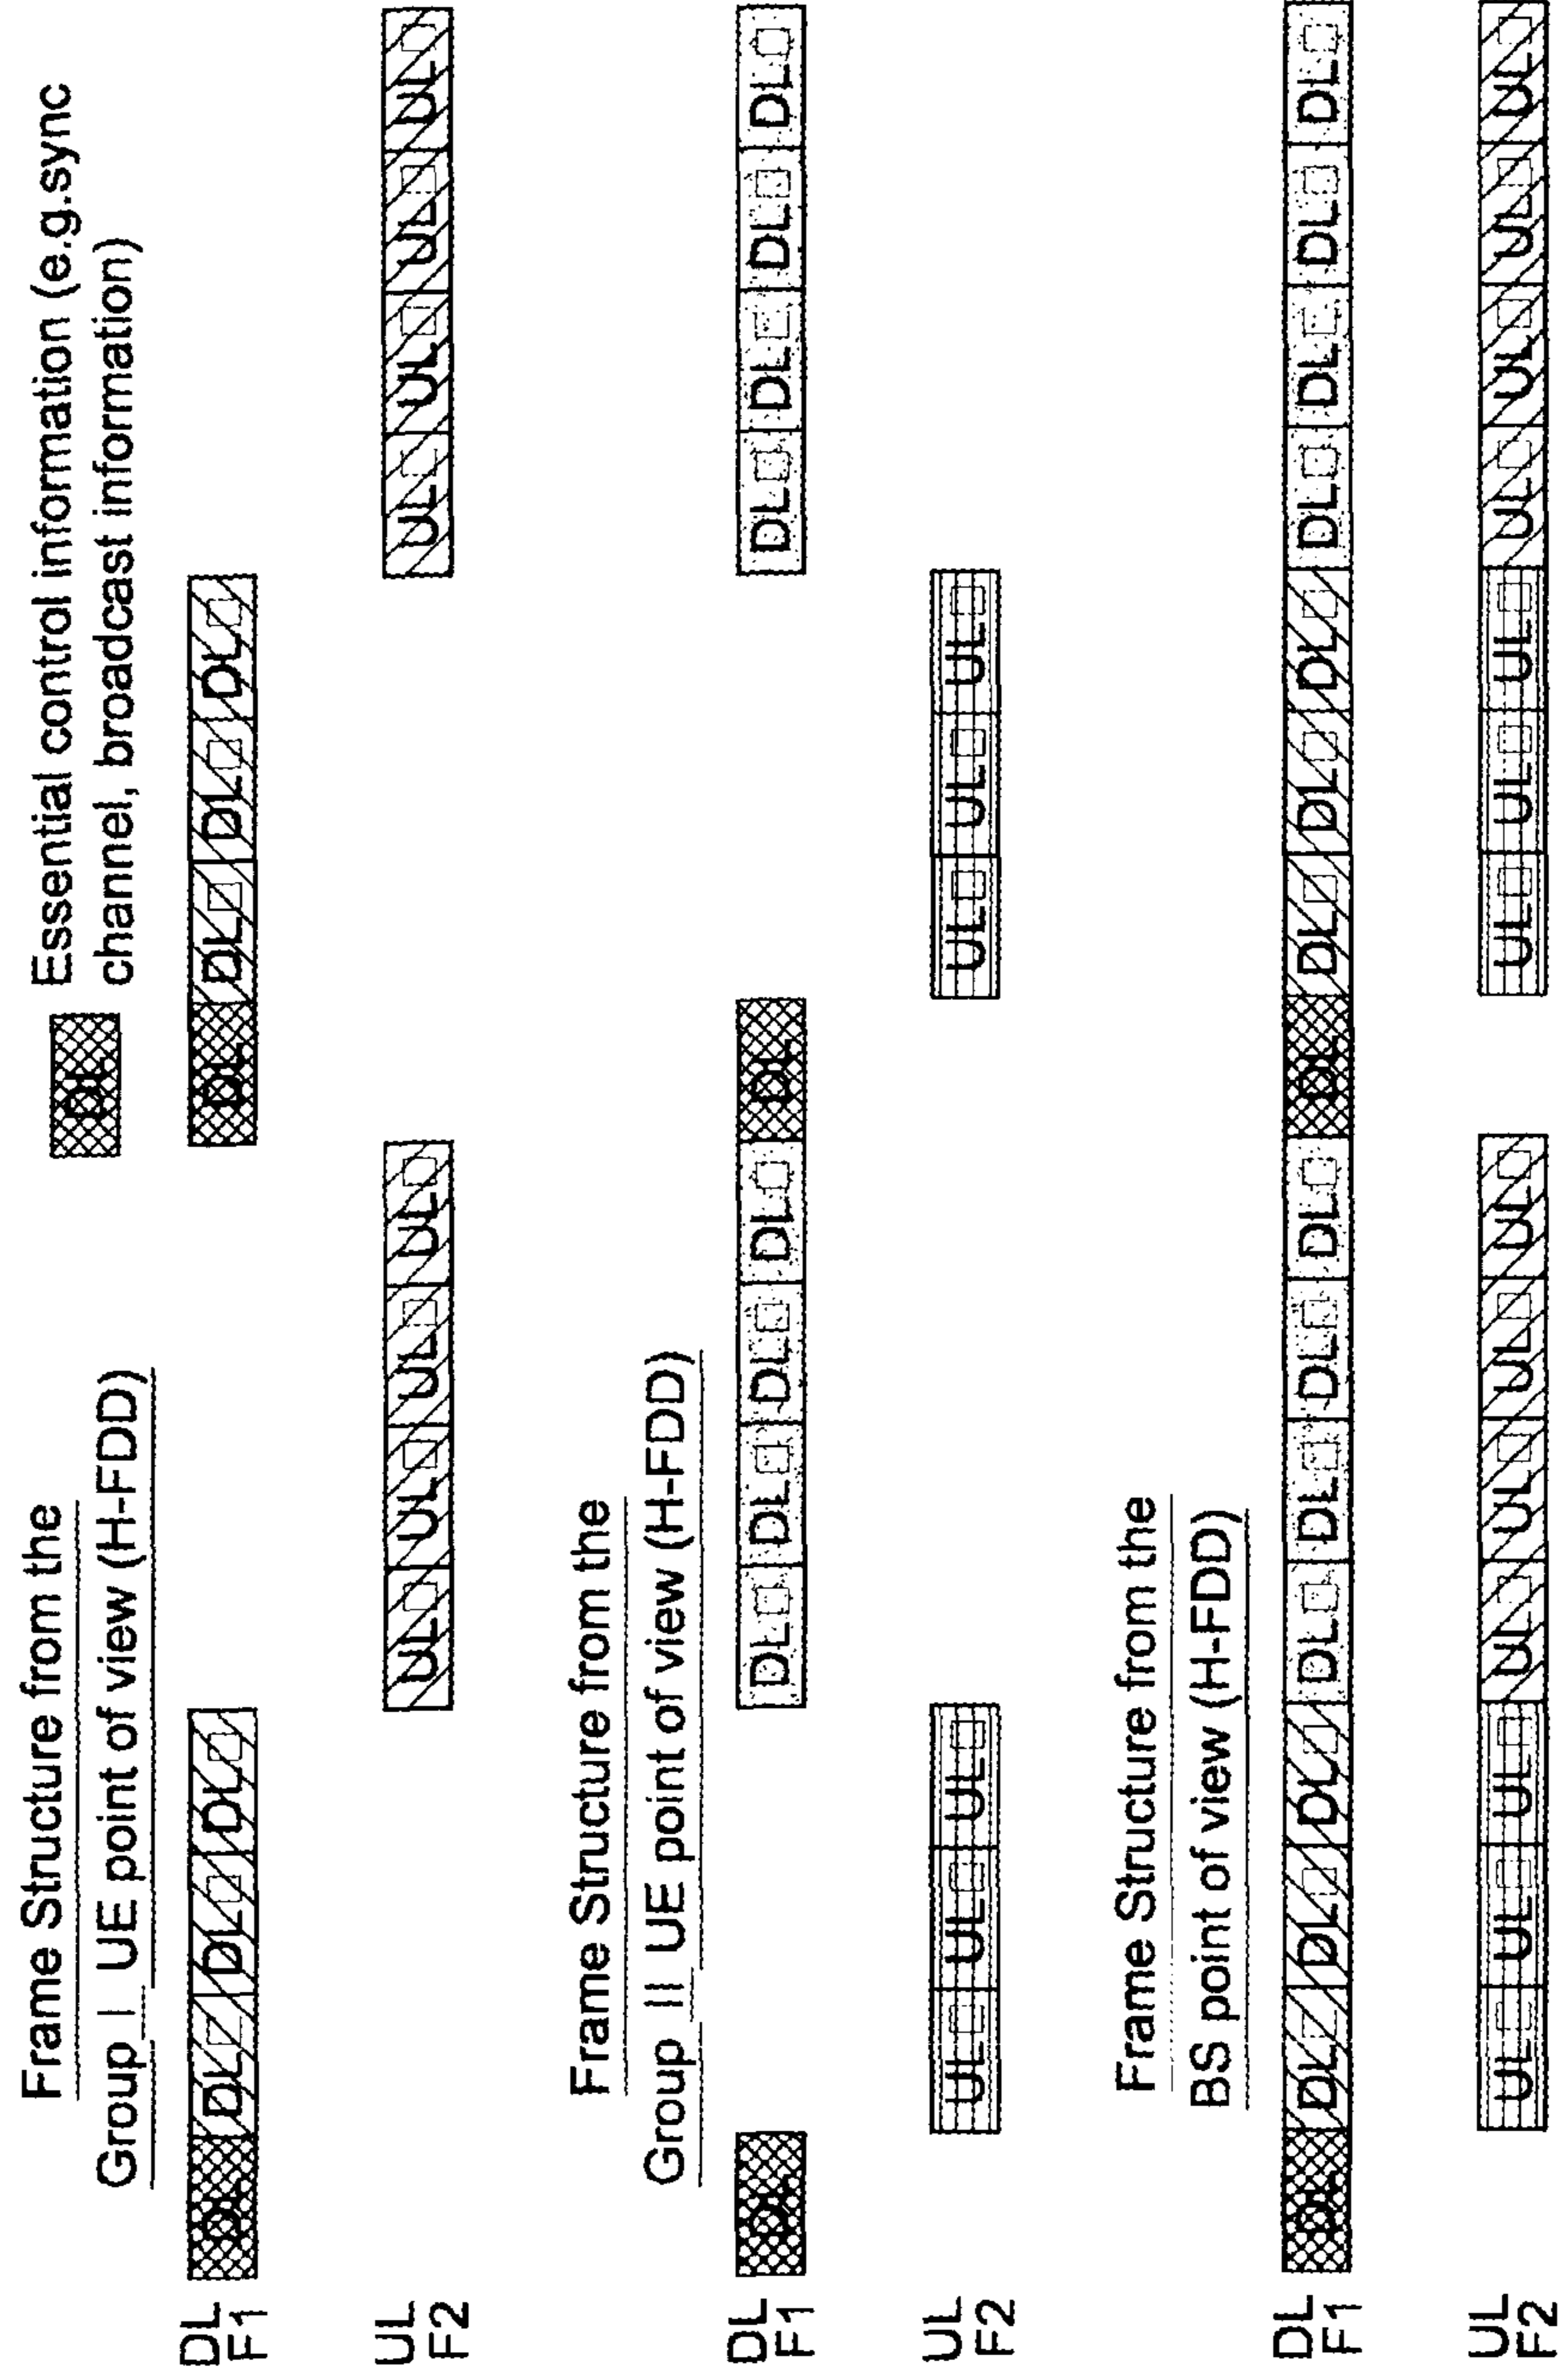 Frame Structure from the
Group I UE point of view (H-FDD)
DL
Essential control information (e.g.sync
channel, broadcast information)
DL
F1
DL DL DL DL DL DL DL DL
UL
F2
UL UL UL UL UL UL UL UL
Frame Structure from the
Group II UE point of view (H-FDD)
DL
F1
DL DL DL DL DL DL DL DL DL DL
UL
F2
UL UL UL UL UL UL
Frame Structure from the
BS point of view (H-FDD)
DL
F1
DL DL DL DL DL DL DL DL DL DL DL DL DL DL DL DL
UL
F2
UL UL UL UL UL UL UL UL UL UL UL UL UL UL